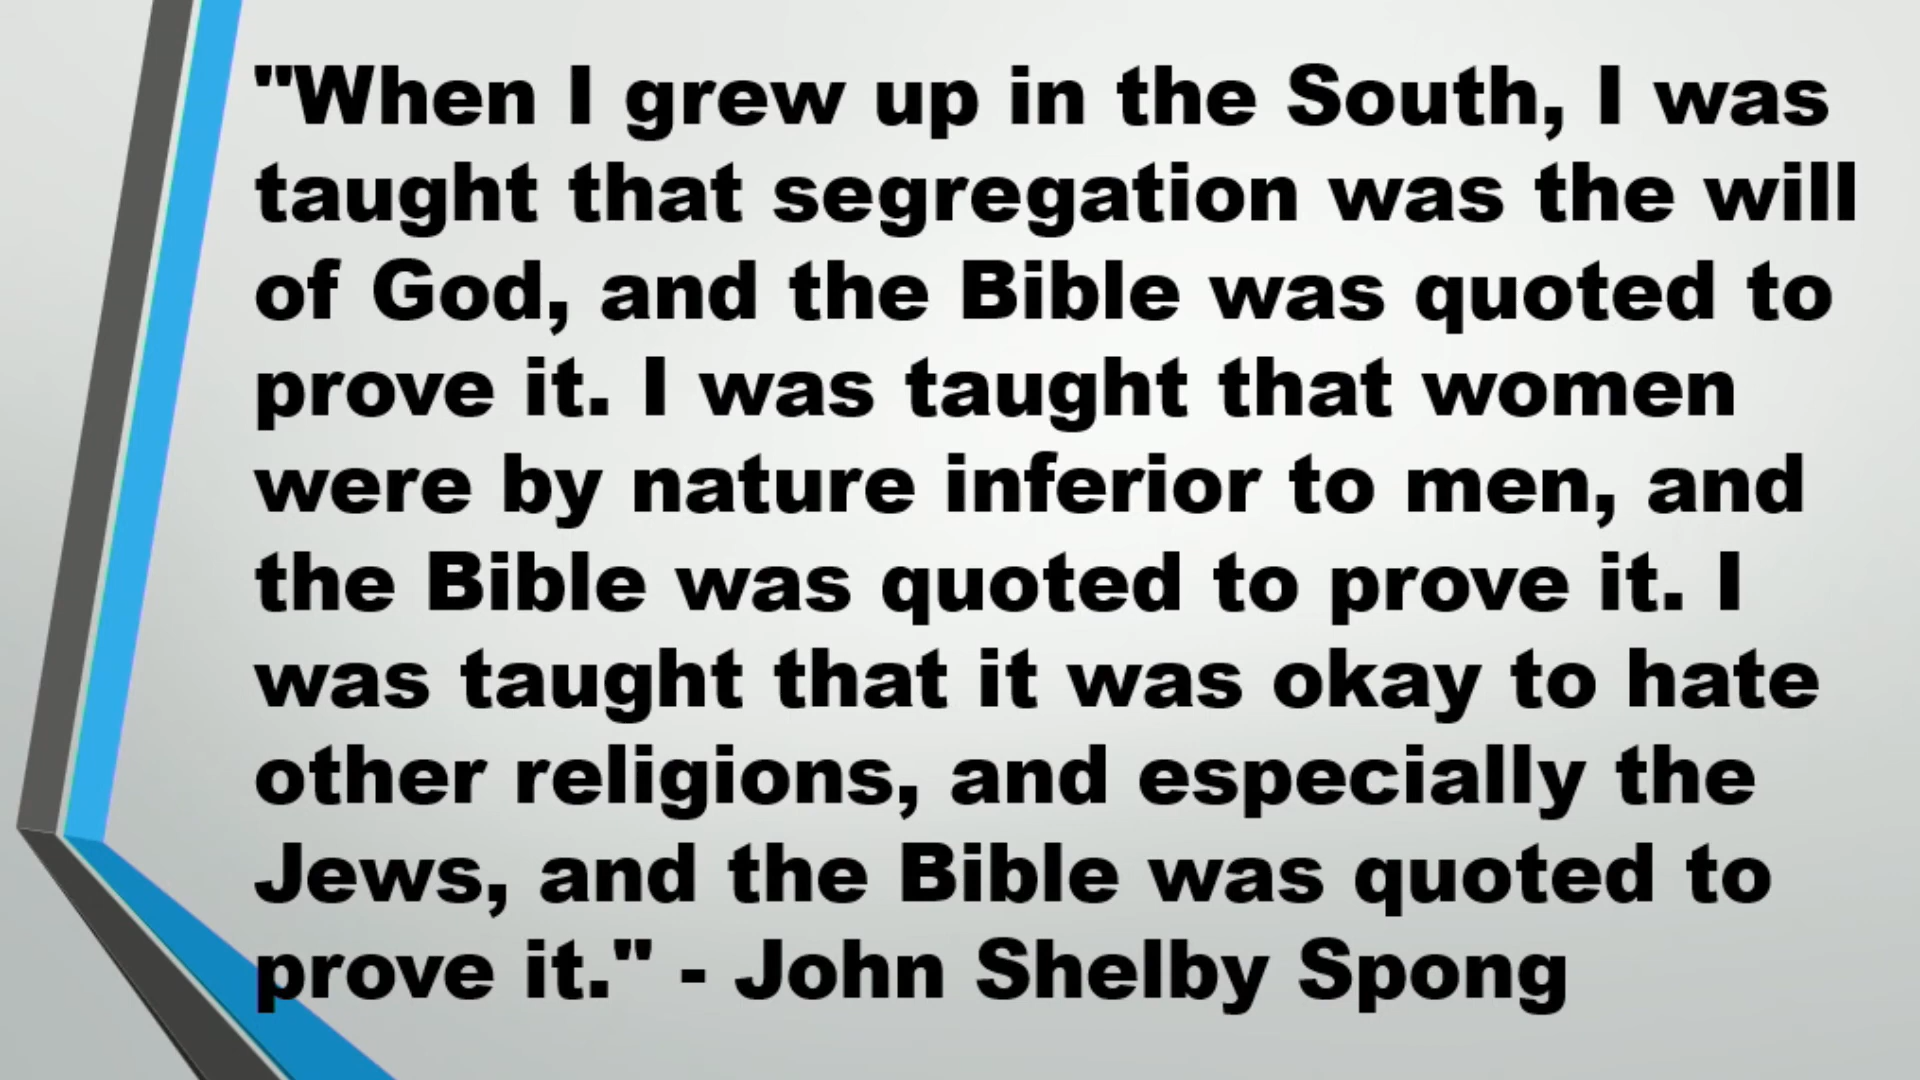 "When I grew up in the South, I was
taught that segregation was the will
of God, and the Bible was quoted to
prove it. I was taught that women
were by nature inferior to men, and
the Bible was quoted to prove it. I
was taught that it was okay to hate
other religions, and especially the
Jews, and the Bible was quoted to
prove it." - John Shelby Spong